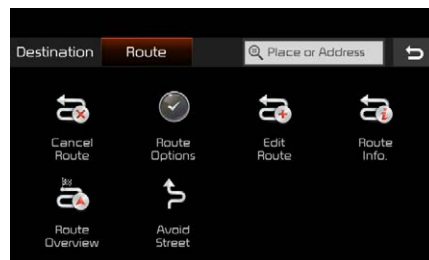 Destination
Route
Place or Address
Cancel
Route
Route
Options
Edit
Route
Route
Info.
Route
Overview
Avoid
Street